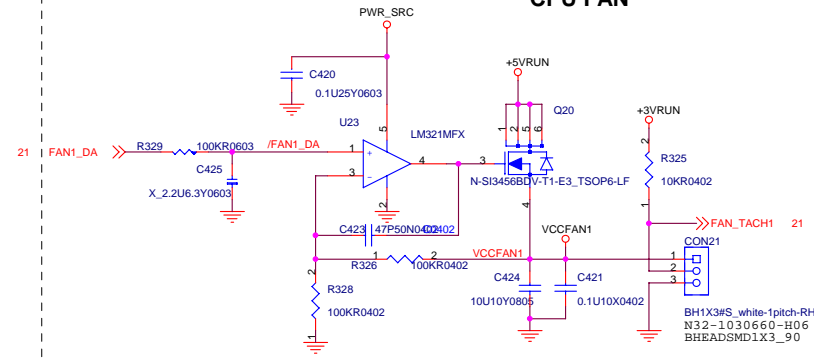 CPU FAN
PWR_SRC
C420
0.1U25Y0603
+5VRUN
Q20
U23
LM321MFX
5
1 2 5 6
+3VRUN
21 FAN1_DA R329 100KR0603 /FAN1_DA
1 + 4 3
3 -
2
C425
X_2.2U6.3Y0603
N-SI3456BDV-T1-E3_TSOP6-LF
4
2
R325
10KR0402
1
FAN_TACH1 21
C423 47P50N0402
VCCFAN1
CON21
1 2 VCCFAN1
R326 100KR0402
1
2
3
2
R328
100KR0402
1
C424
10U10Y0805
C421
0.1U10X0402
BH1X3#S_white-1pitch-RH
N32-1030660-H06
BHEADSMD1X3_90